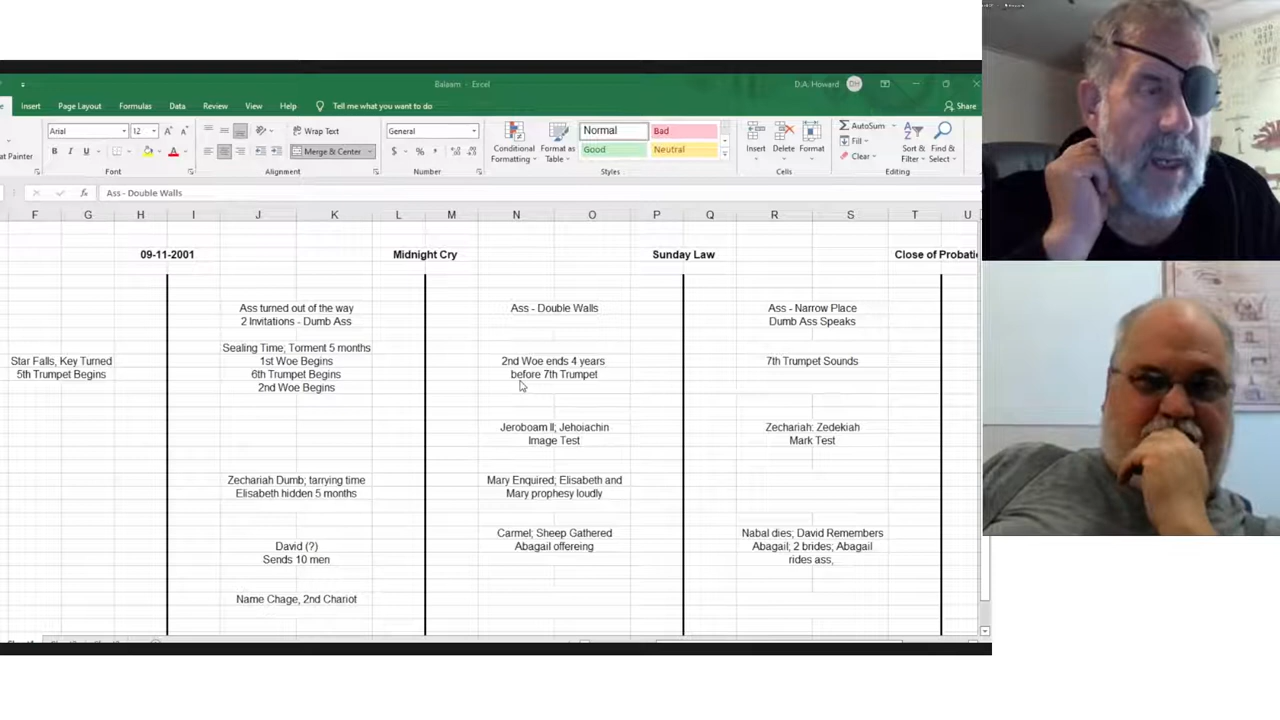 Balaam - Excel
D.A. Howard
DH
Insert
Page Layout
Formulas
Data
Review
View
Help
Tell me what you want to do
Share
Arial
12
Wrap Text
General
Normal
Bad
AutoSum
at Painter
B I U
Merge & Center
$ % ,
Conditional
Formatting
Format as
Table
Good
Neutral
Insert
Delete
Format
Fill
Clear
Sort &
Filter
Find &
Select
Font
Alignment
Number
Styles
Cells
Editing
fx
Ass - Double Walls
F G H I J K L M N O P Q R S T U
09-11-2001
Midnight Cry
Sunday Law
Close of Probati
Ass turned out of the way
2 Invitations - Dumb Ass
Ass - Double Walls
Ass - Narrow Place
Dumb Ass Speaks
Star Falls, Key Turned
5th Trumpet Begins
Sealing Time; Torment 5 months
1st Woe Begins
6th Trumpet Begins
2nd Woe Begins
2nd Woe ends 4 years
before 7th Trumpet
7th Trumpet Sounds
Jeroboam II; Jehoiachin
Image Test
Zechariah; Zedekiah
Mark Test
Zechariah Dumb; tarrying time
Elisabeth hidden 5 months
Mary Enquired; Elisabeth and
Mary prophesy loudly
David (?)
Sends 10 men
Carmel; Sheep Gathered
Abagail offereing
Nabal dies; David Remembers
Abagail; 2 brides; Abagail
rides ass,
Name Chage, 2nd Chariot